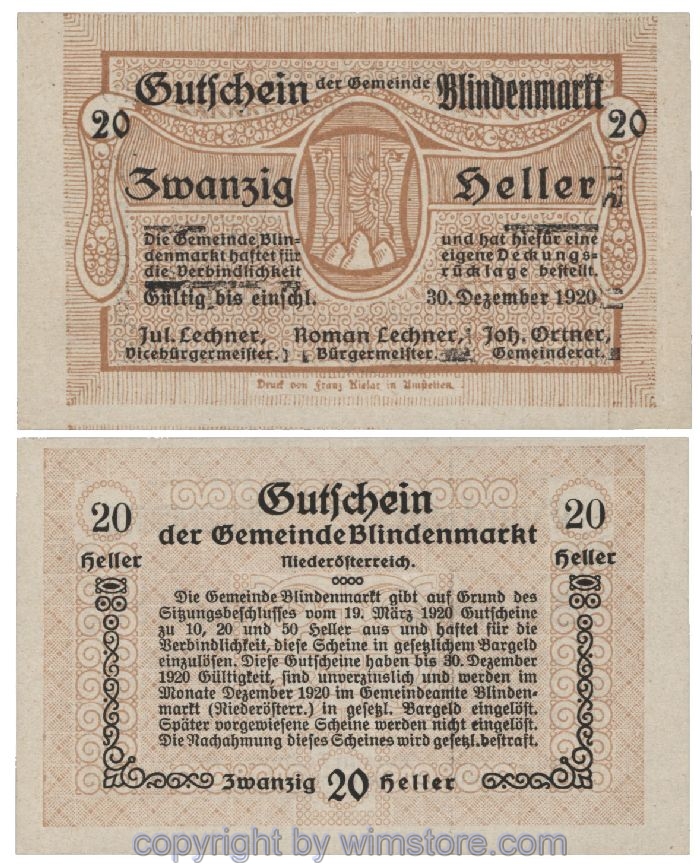 Gutschein der Gemeinde Blindenmarkt
20 20
Zwanzig Heller
Die Gemeinde Blin-
denmarkt haftet für
die Verbindlichkeit
und hat hiefür eine
eigene Deckungs-
rücklage bestellt.
Gültig bis einschl. 30. Dezember 1920
Jul. Lechner, Roman Lechner, Joh. Ortner,
Vicebürgermeister. Bürgermeister. Gemeinderat.
Druck von Franz in Amstetten.
Gutschein
der Gemeinde Blindenmarkt
Niederösterreich.
20
Heller
20
Heller
Die Gemeinde Blindenmarkt gibt auf Grund des
Sitzungsbeschlusses vom 19. März 1920 Gutscheine
zu 10, 20 und 50 Heller aus und haftet für die
Verbindlichkeit, diese Scheine in gesetzlichem Bargeld
einzulösen. Diese Gutscheine haben bis 30. Dezember
1920 Gültigkeit, sind unverzinslich und werden im
Monate Dezember 1920 im Gemeindeamte Blinden-
markt (Niederösterr.) in gesetzl. Bargeld eingelöst.
Später vorgewiesene Scheine werden nicht eingelöst.
Die Nachahmung dieses Scheines wird gesetzl. bestraft.
Zwanzig 20 Heller
copyright by wimstore.com